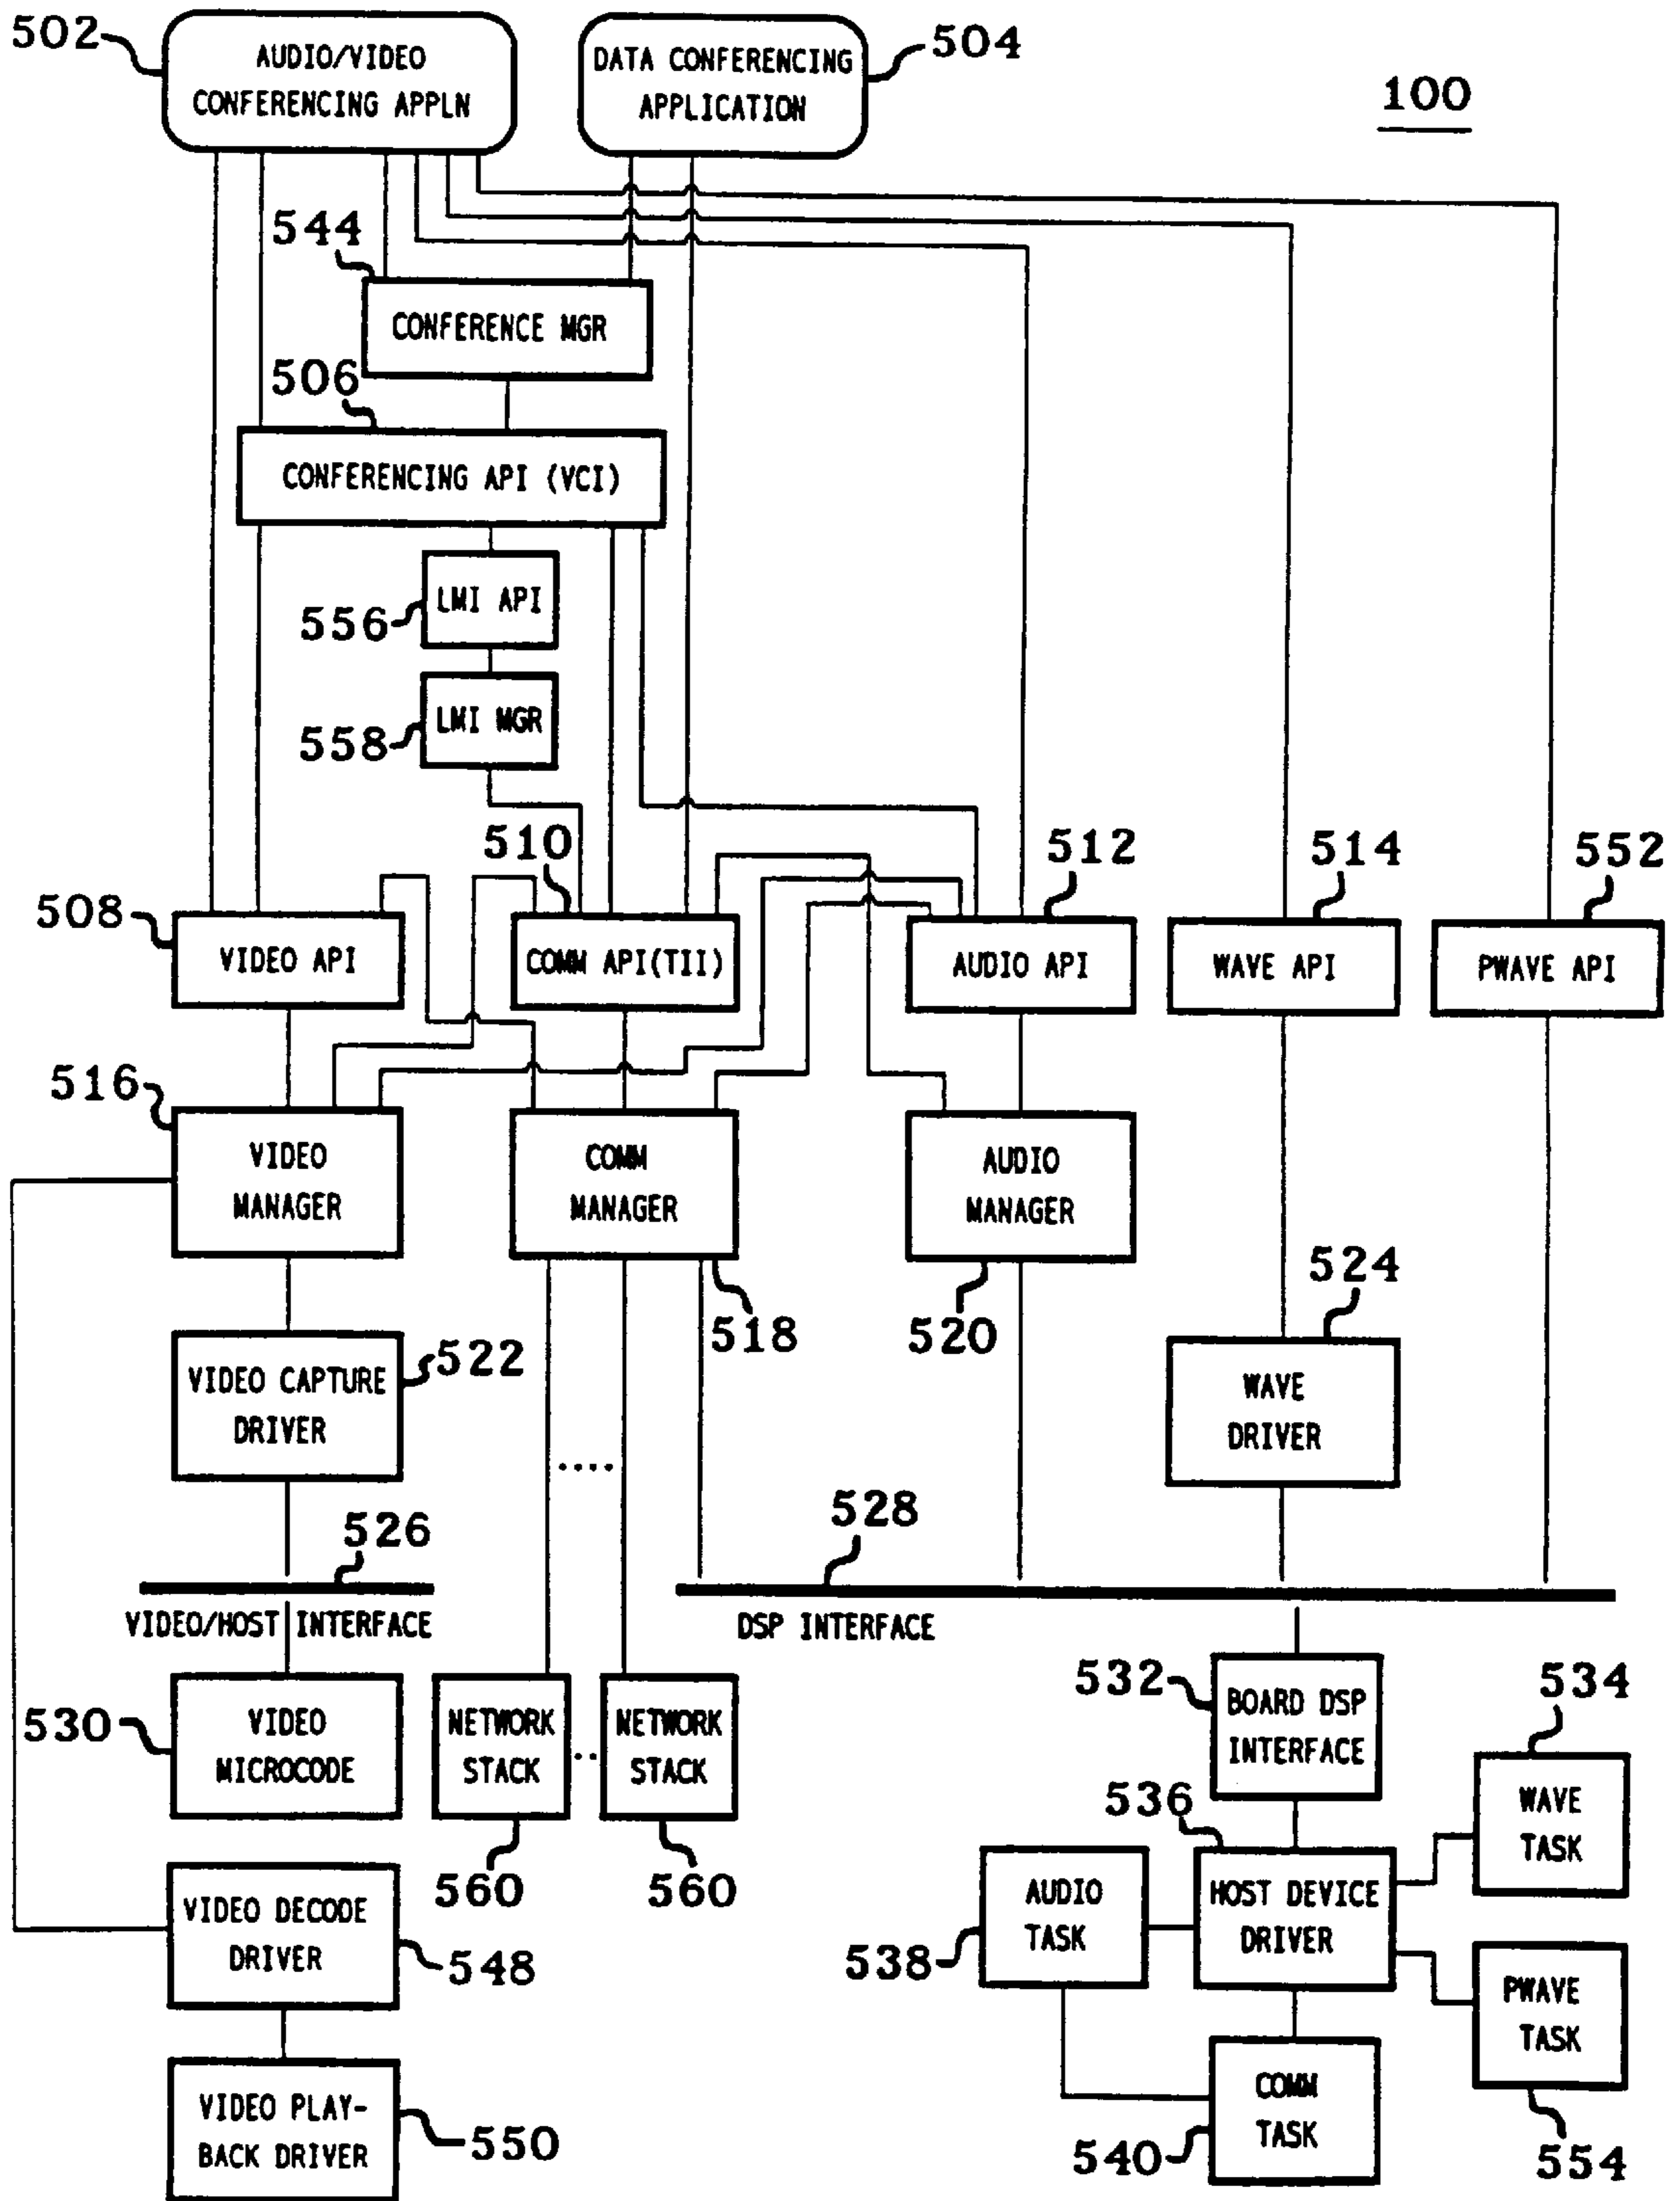 502
AUDIO/VIDEO
CONFERENCING APPLN
DATA CONFERENCING
APPLICATION
504
100
544
CONFERENCE MGR
506
CONFERENCING API (VCI)
LMI API
556
LMI MGR
558
510
512
514
552
508
VIDEO API
COMM API(TII)
AUDIO API
WAVE API
PWAVE API
516
VIDEO
MANAGER
COMM
MANAGER
AUDIO
MANAGER
518
520
524
VIDEO CAPTURE
DRIVER
522
WAVE
DRIVER
....
526
528
VIDEO/HOST INTERFACE
DSP INTERFACE
530
VIDEO
MICROCODE
NETWORK
STACK
..
NETWORK
STACK
560
560
532
BOARD DSP
INTERFACE
534
WAVE
TASK
536
HOST DEVICE
DRIVER
AUDIO
TASK
538
VIDEO DECODE
DRIVER
548
PWAVE
TASK
554
COMM
TASK
540
VIDEO PLAY-
BACK DRIVER
550